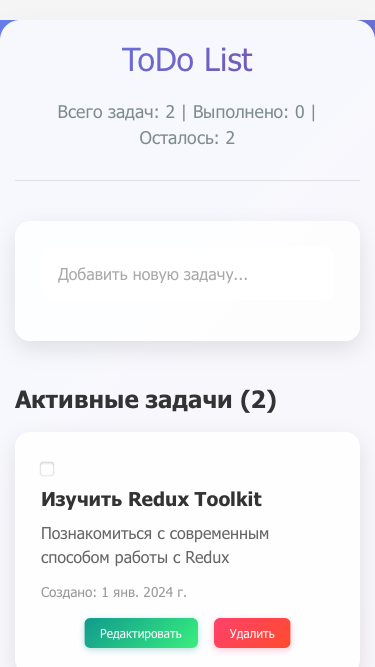 ToDo List
Всего задач: 2 | Выполнено: 0 |
Осталось: 2
Добавить новую задачу...
Активные задачи (2)
Изучить Redux Toolkit
Познакомиться с современным
способом работы с Redux
Создано: 1 янв. 2024 г.
Редактировать Удалить